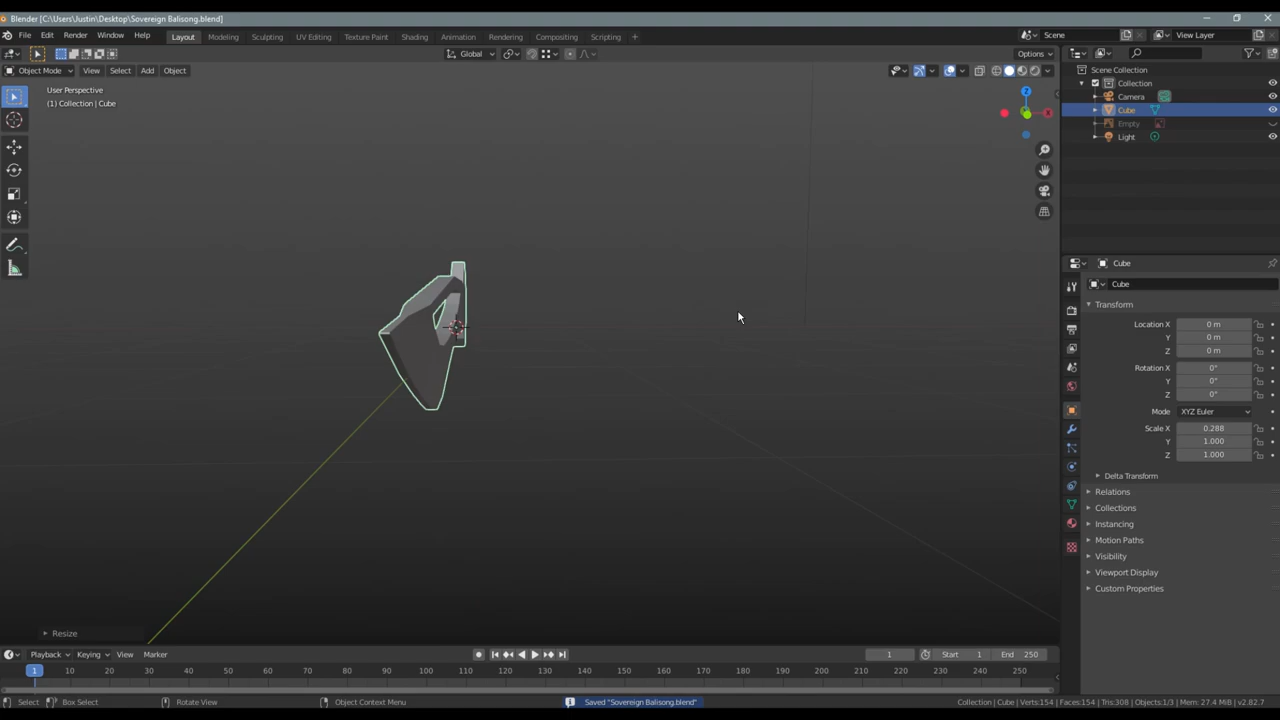 Blender [C:\Users\Justin\Desktop\Sovereign Balisong.blend]
File Edit Render Window Help Layout Modeling Sculpting UV Editing Texture Paint Shading Animation Rendering Compositing Scripting + Scene View Layer
Global Options
Object Mode View Select Add Object
User Perspective
(1) Collection | Cube
Z
X
Scene Collection
Collection
Camera
Cube
Empty
Light
Cube
Cube
Transform
Location X 0 m
Y 0 m
Z 0 m
Rotation X 0°
Y 0°
Z 0°
Mode XYZ Euler
Scale X 0.288
Y 1.000
Z 1.000
Delta Transform
Relations
Collections
Instancing
Motion Paths
Visibility
Viewport Display
Custom Properties
Resize
Playback Keying View Marker 1 Start 1 End 250
1 10 20 30 40 50 60 70 80 90 100 110 120 130 140 150 160 170 180 190 200 210 220 230 240 250
Select Box Select Rotate View Object Context Menu Saved "Sovereign Balisong.blend" Collection | Cube | Verts:154 | Faces:154 | Tris:308 | Objects:1/3 | Mem: 27.4 MiB | v2.82.7